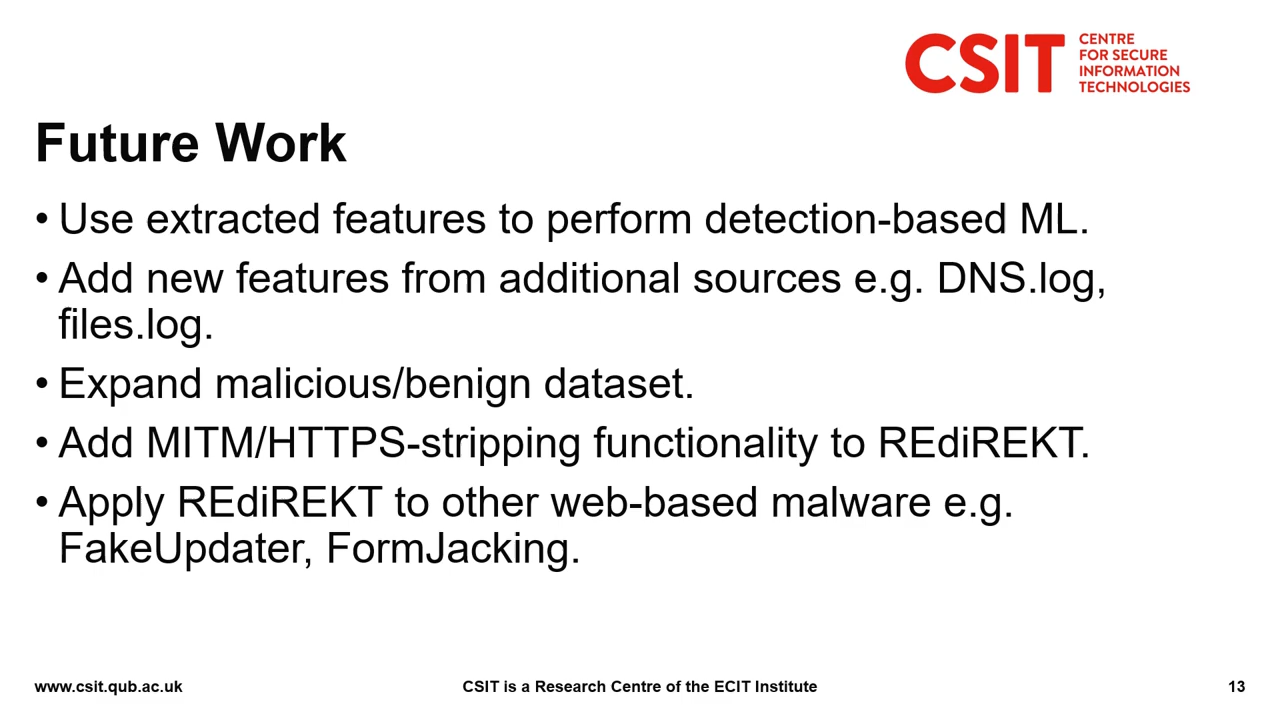 CSIT
CENTRE
FOR SECURE
INFORMATION
TECHNOLOGIES
Future Work
• Use extracted features to perform detection-based ML.
• Add new features from additional sources e.g. DNS.log,
files.log.
• Expand malicious/benign dataset.
• Add MITM/HTTPS-stripping functionality to REdiREKT.
• Apply REdiREKT to other web-based malware e.g.
FakeUpdater, FormJacking.
www.csit.qub.ac.uk
CSIT is a Research Centre of the ECIT Institute
13